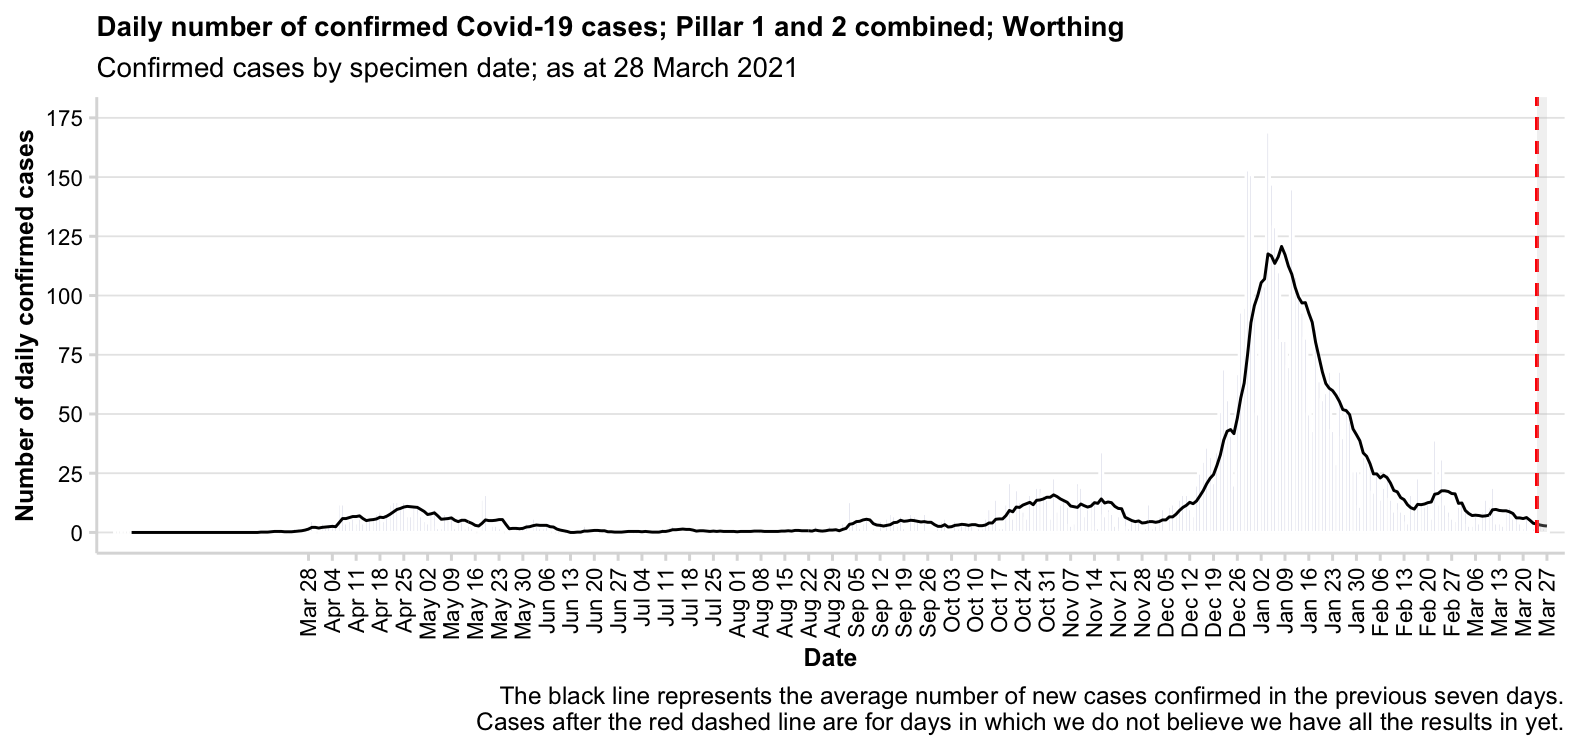 Daily number of confirmed Covid-19 cases; Pillar 1 and 2 combined; Worthing
Confirmed cases by specimen date; as at 28 March 2021
Number of daily confirmed cases
175
150
125
100
75
50
25
0
Mar 28
Apr 04
Apr 11
Apr 18
Apr 25
May 02
May 09
May 16
May 23
May 30
Jun 06
Jun 13
Jun 20
Jun 27
Jul 04
Jul 11
Jul 18
Jul 25
Aug 01
Aug 08
Aug 15
Aug 22
Aug 29
Sep 05
Sep 12
Sep 19
Sep 26
Oct 03
Oct 10
Oct 17
Oct 24
Oct 31
Nov 07
Nov 14
Nov 21
Nov 28
Dec 05
Dec 12
Dec 19
Dec 26
Jan 02
Jan 09
Jan 16
Jan 23
Jan 30
Feb 06
Feb 13
Feb 20
Feb 27
Mar 06
Mar 13
Mar 20
Mar 27
Date
The black line represents the average number of new cases confirmed in the previous seven days.
Cases after the red dashed line are for days in which we do not believe we have all the results in yet.